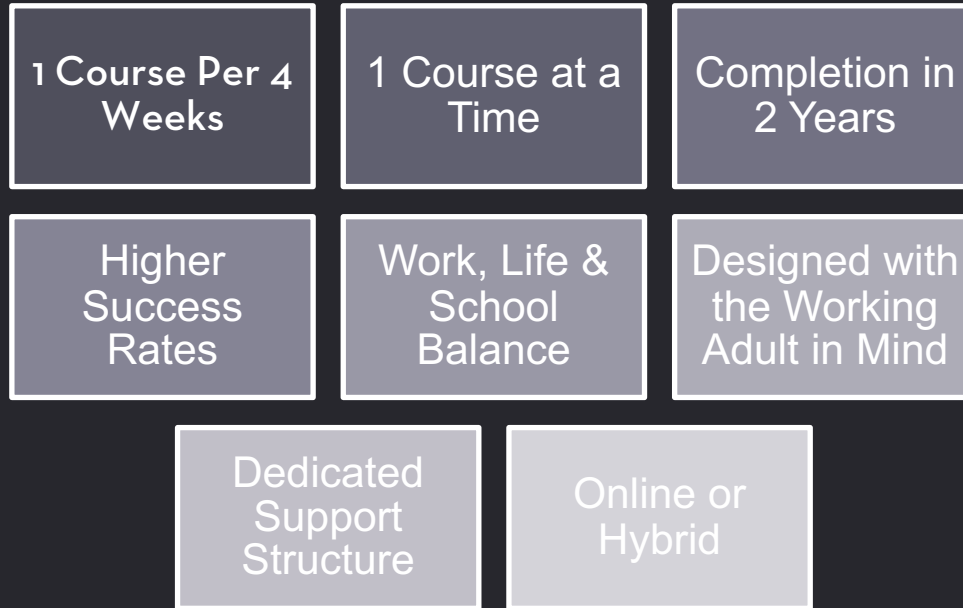 1 Course Per 4
Weeks
1 Course at a
Time
Completion in
2 Years
Higher
Success
Rates
Work, Life &
School
Balance
Designed with
the Working
Adult in Mind
Dedicated
Support
Structure
Online or
Hybrid